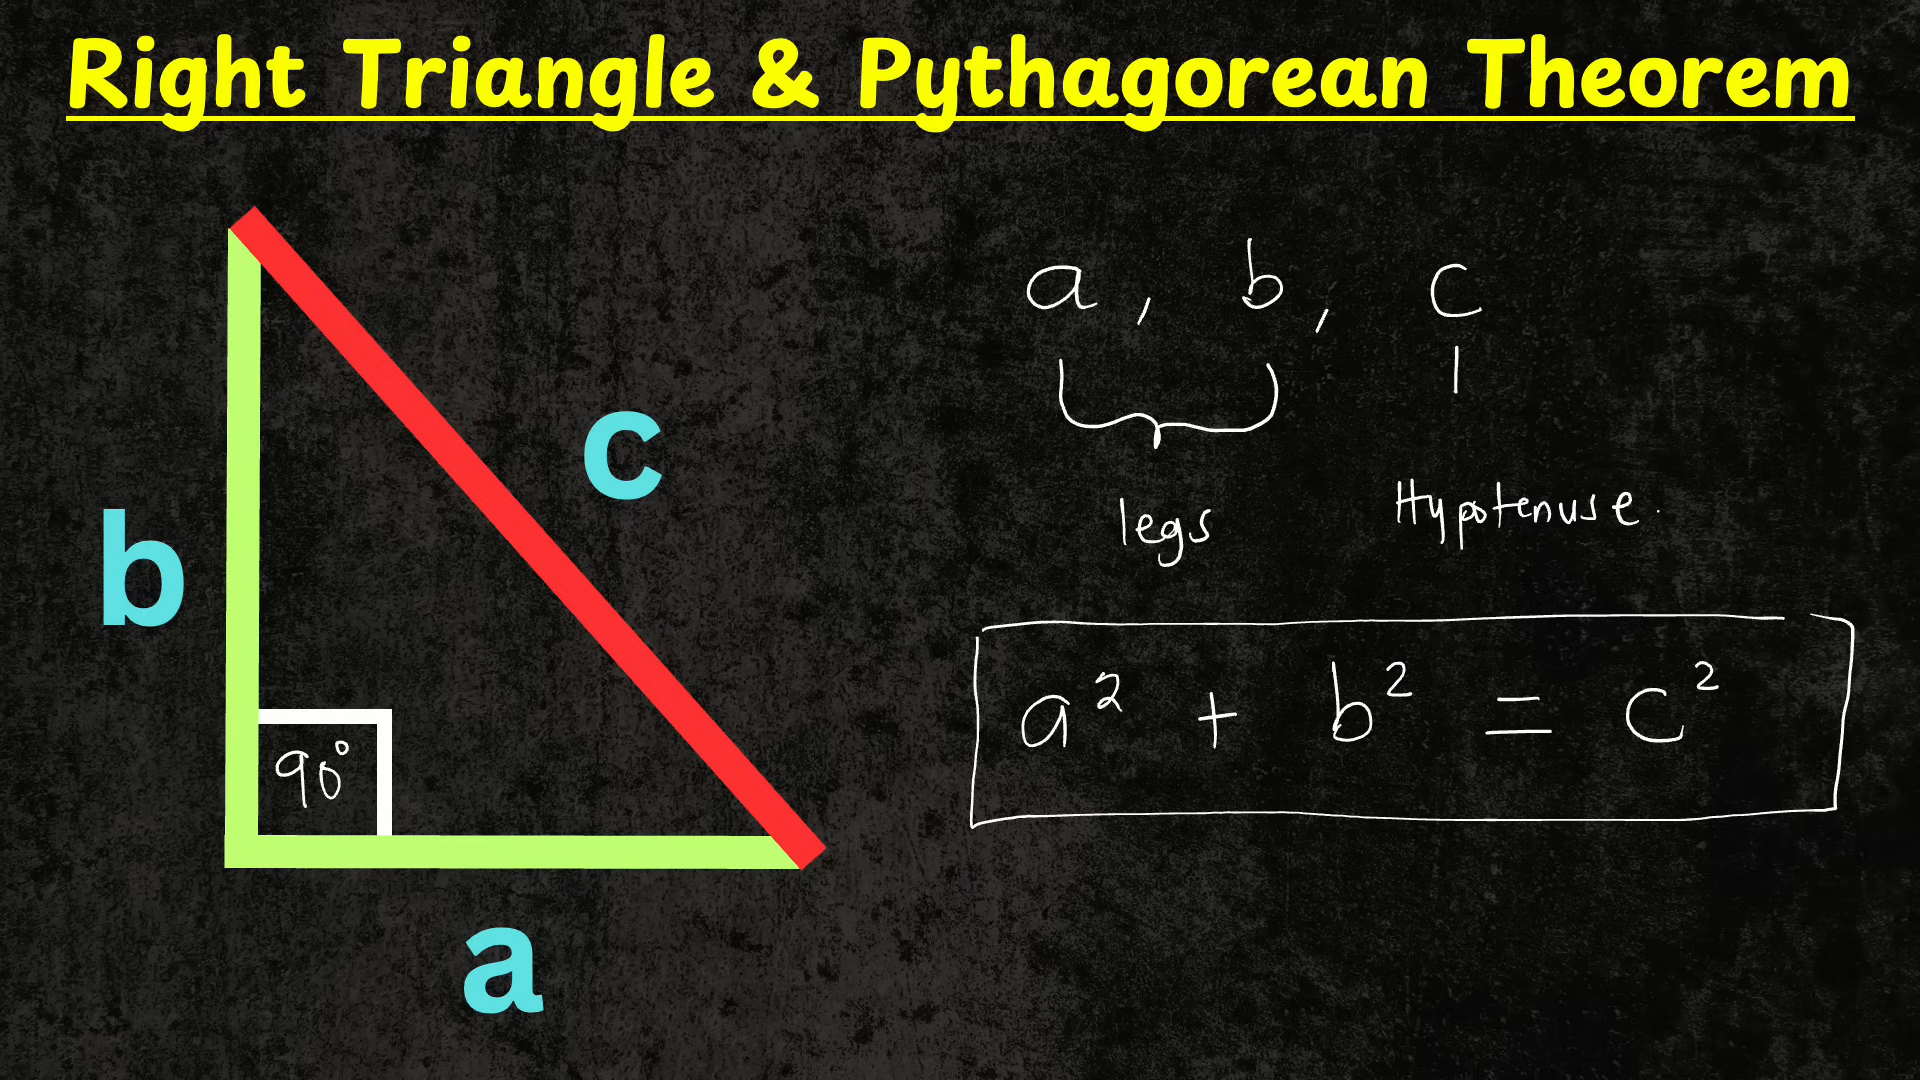 Right Triangle & Pythagorean Theorem
a, b, c
c
legs Hypotenuse.
b
a² + b² = c²
90°
a